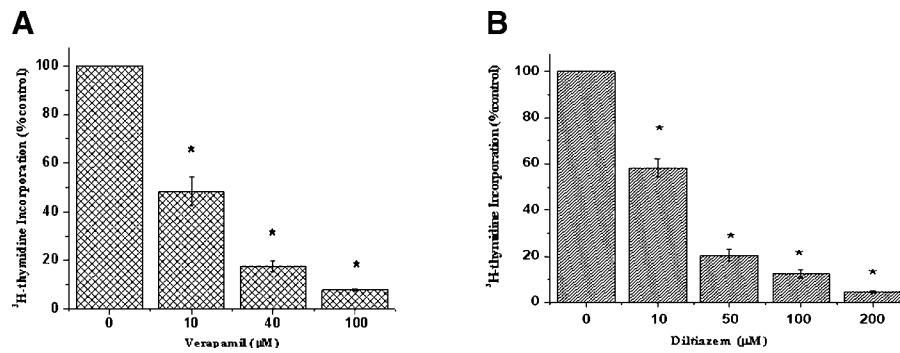 A
³H-thymidine Incorporation (% control)
100
80
60
40
20
0
*
*
*
0 10 40 100
Verapamil (µM)
B
³H-thymidine Incorporation (%control)
100
80
60
40
20
0
*
*
*
*
0 10 50 100 200
Diltiazem (µM)